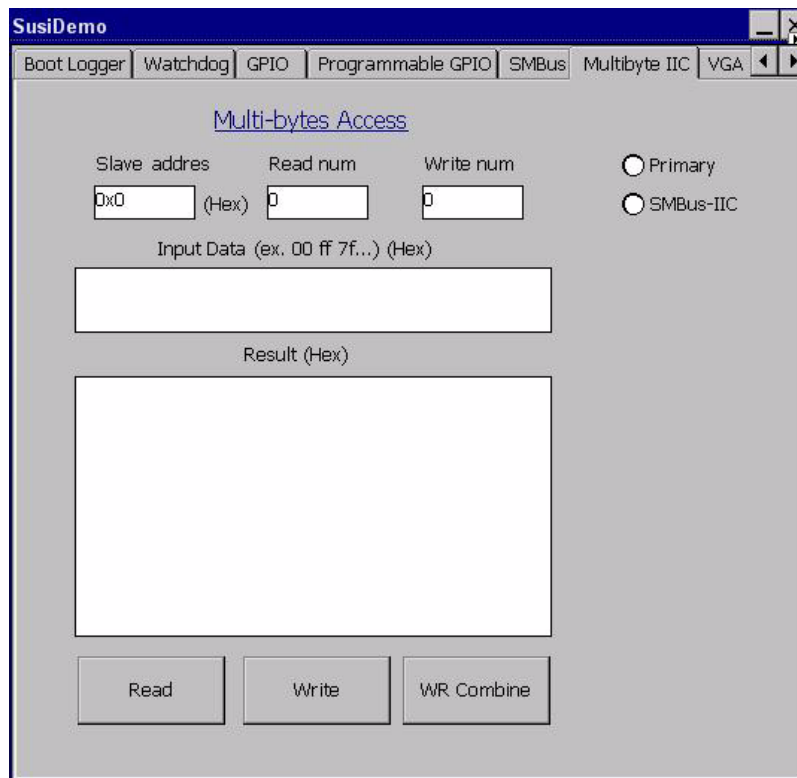 SusiDemo
Boot Logger Watchdog GPIO Programmable GPIO SMBus Multibyte IIC VGA
Multi-bytes Access
Slave addres Read num Write num Primary
0x0 (Hex) 0 0 SMBus-IIC
Input Data (ex. 00 ff 7f...) (Hex)
Result (Hex)
Read Write WR Combine